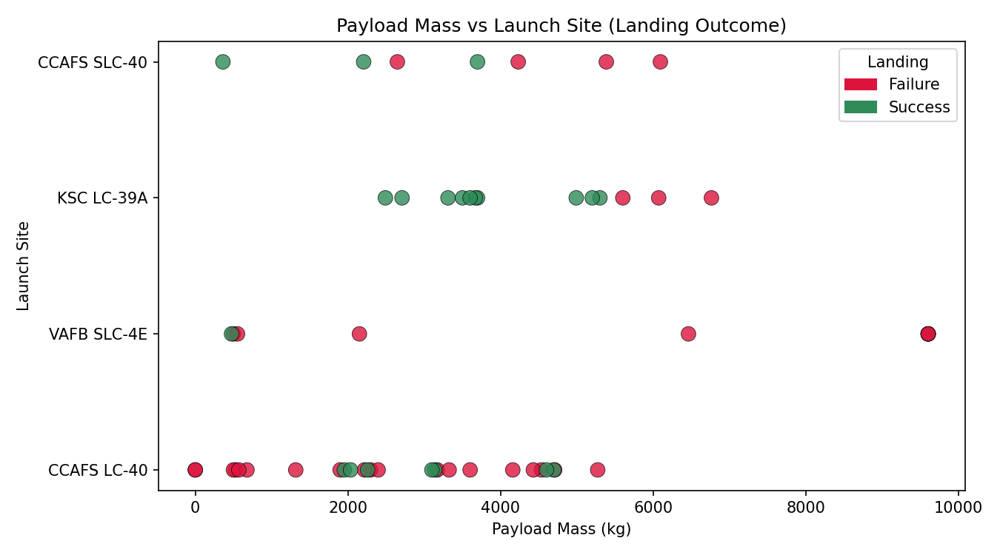 Payload Mass vs Launch Site (Landing Outcome)
CCAFS SLC-40
KSC LC-39A
VAFB SLC-4E
CCAFS LC-40
Launch Site
Landing
Failure
Success
0 2000 4000 6000 8000 10000
Payload Mass (kg)